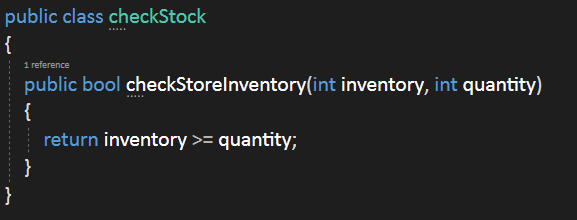 public class checkStock
{
1 reference
public bool checkStoreInventory(int inventory, int quantity)
{
return inventory >= quantity;
}
}